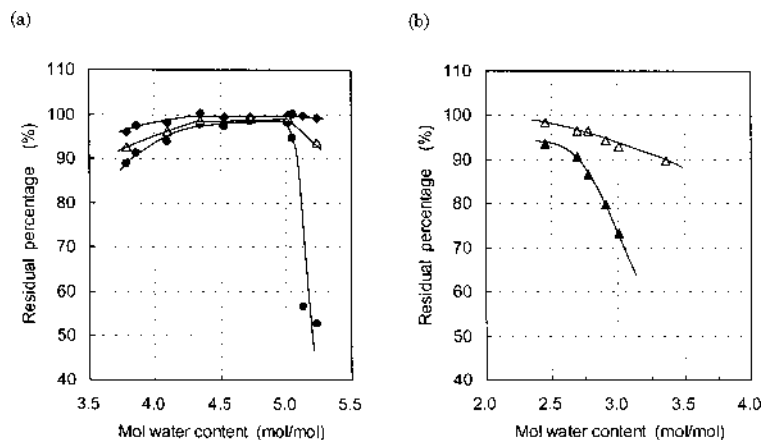 (a)
(b)
110
100
90
80
70
60
50
40
Residual percentage (%)
3.5 4.0 4.5 5.0 5.5
Mol water content (mol/mol)
110
100
90
80
70
60
50
40
Residual percentage (%)
2.0 2.5 3.0 3.5 4.0
Mol water content (mol/mol)